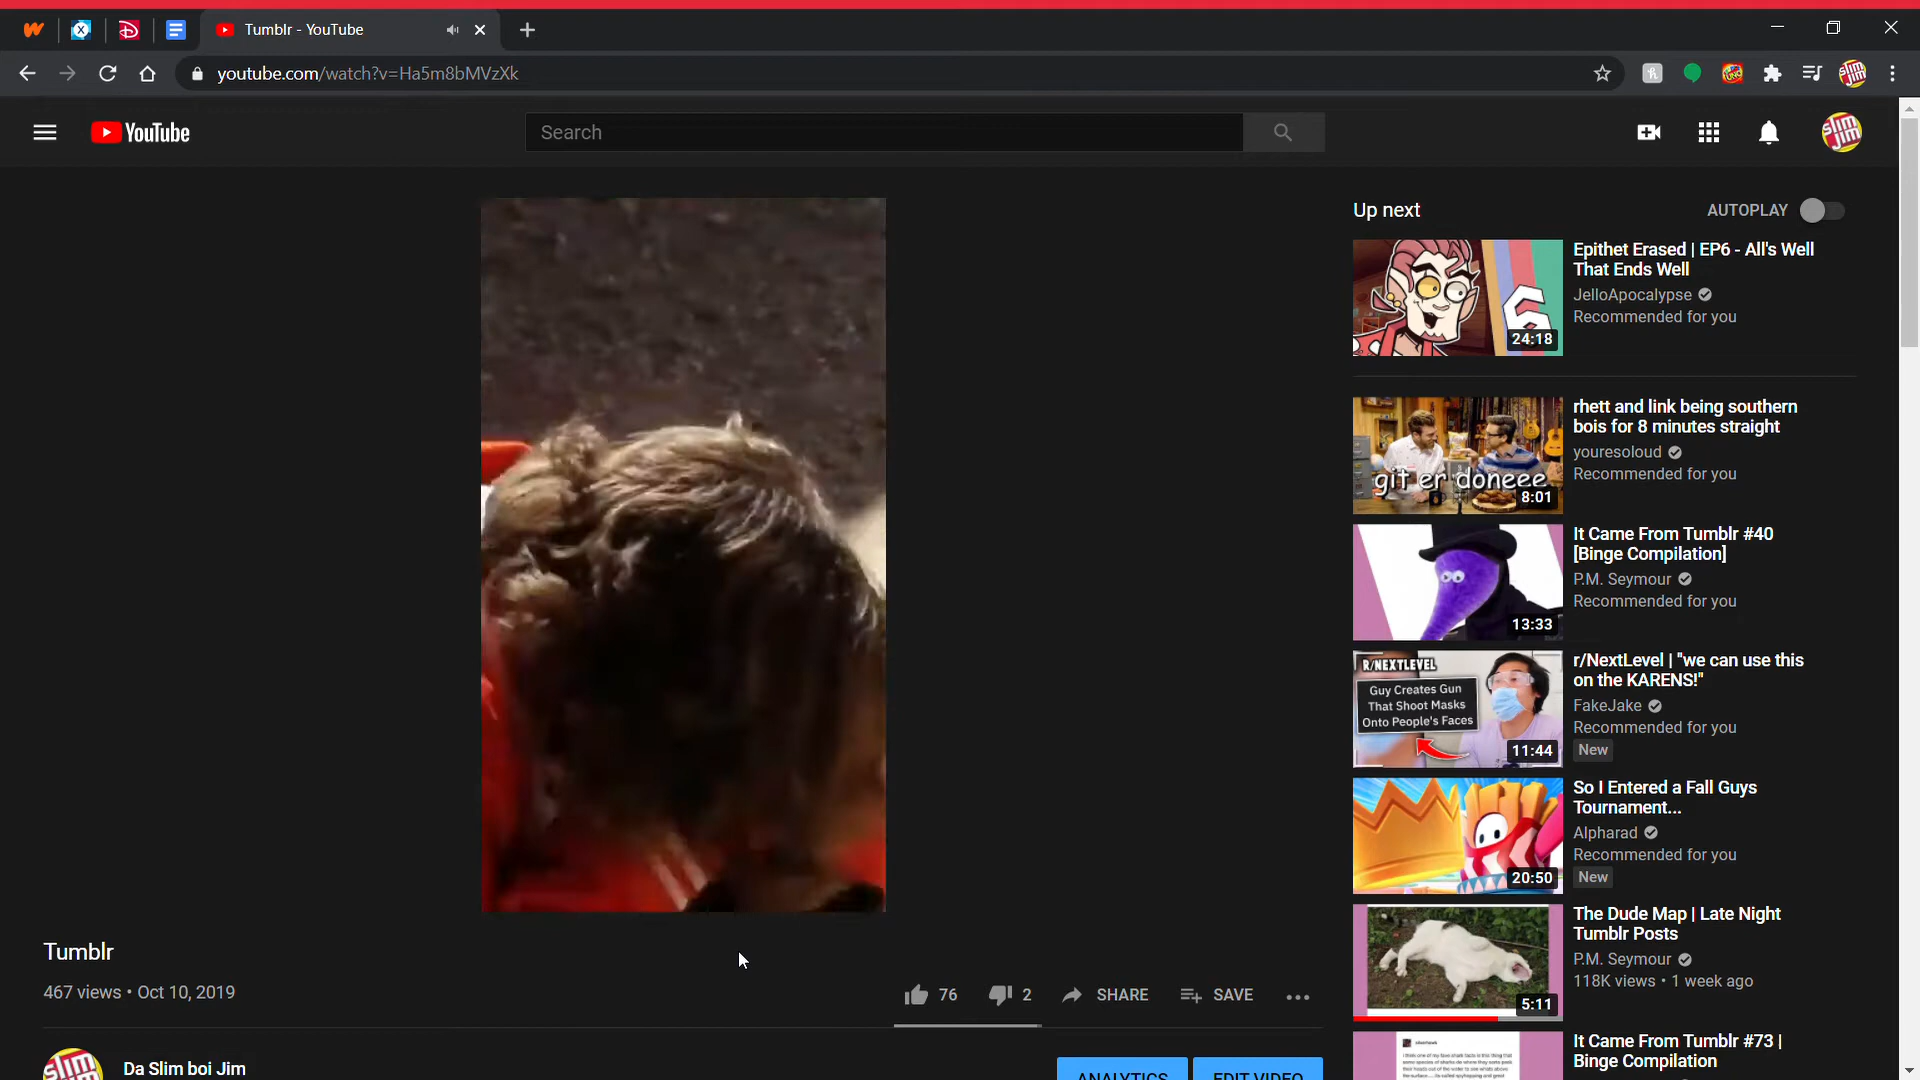 Tumblr - YouTube
youtube.com/watch?v=Ha5m8bMVzXk
YouTube
Search
slim jim
Up next
AUTOPLAY
Epithet Erased | EP6 - All's Well
That Ends Well
JelloApocalypse
Recommended for you
24:18
rhett and link being southern
bois for 8 minutes straight
youresoloud
Recommended for you
git er doneee
8:01
It Came From Tumblr #40
[Binge Compilation]
P.M. Seymour
Recommended for you
13:33
r/NextLevel | "we can use this
on the KARENS!"
FakeJake
Recommended for you
New
R/NEXTLEVEL
Guy Creates Gun
That Shoot Masks
Onto People's Faces
11:44
So I Entered a Fall Guys
Tournament...
Alpharad
Recommended for you
New
20:50
The Dude Map | Late Night
Tumblr Posts
P.M. Seymour
118K views • 1 week ago
5:11
It Came From Tumblr #73 |
Binge Compilation
Tumblr
467 views • Oct 10, 2019
76
2
SHARE
SAVE
slim jim
Da Slim boi Jim
ANALYTICS
EDIT VIDEO